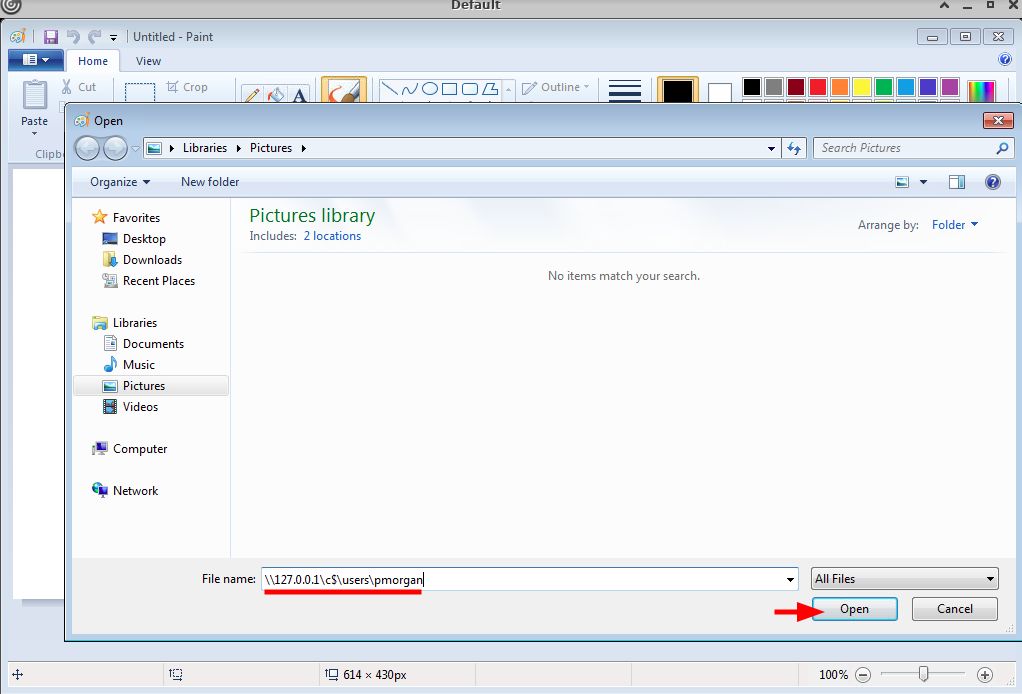 Default
Untitled - Paint
Home View
Cut
Crop
A
Outline
Paste
Open
Libraries Pictures Search Pictures
Organize New folder
Favorites
Desktop
Downloads
Recent Places
Libraries
Documents
Music
Pictures
Videos
Computer
Network
Pictures library
Includes: 2 locations
Arrange by: Folder
No items match your search.
File name: \\127.0.0.1\c$\users\pmorgan All Files
Open Cancel
614 × 430px 100%